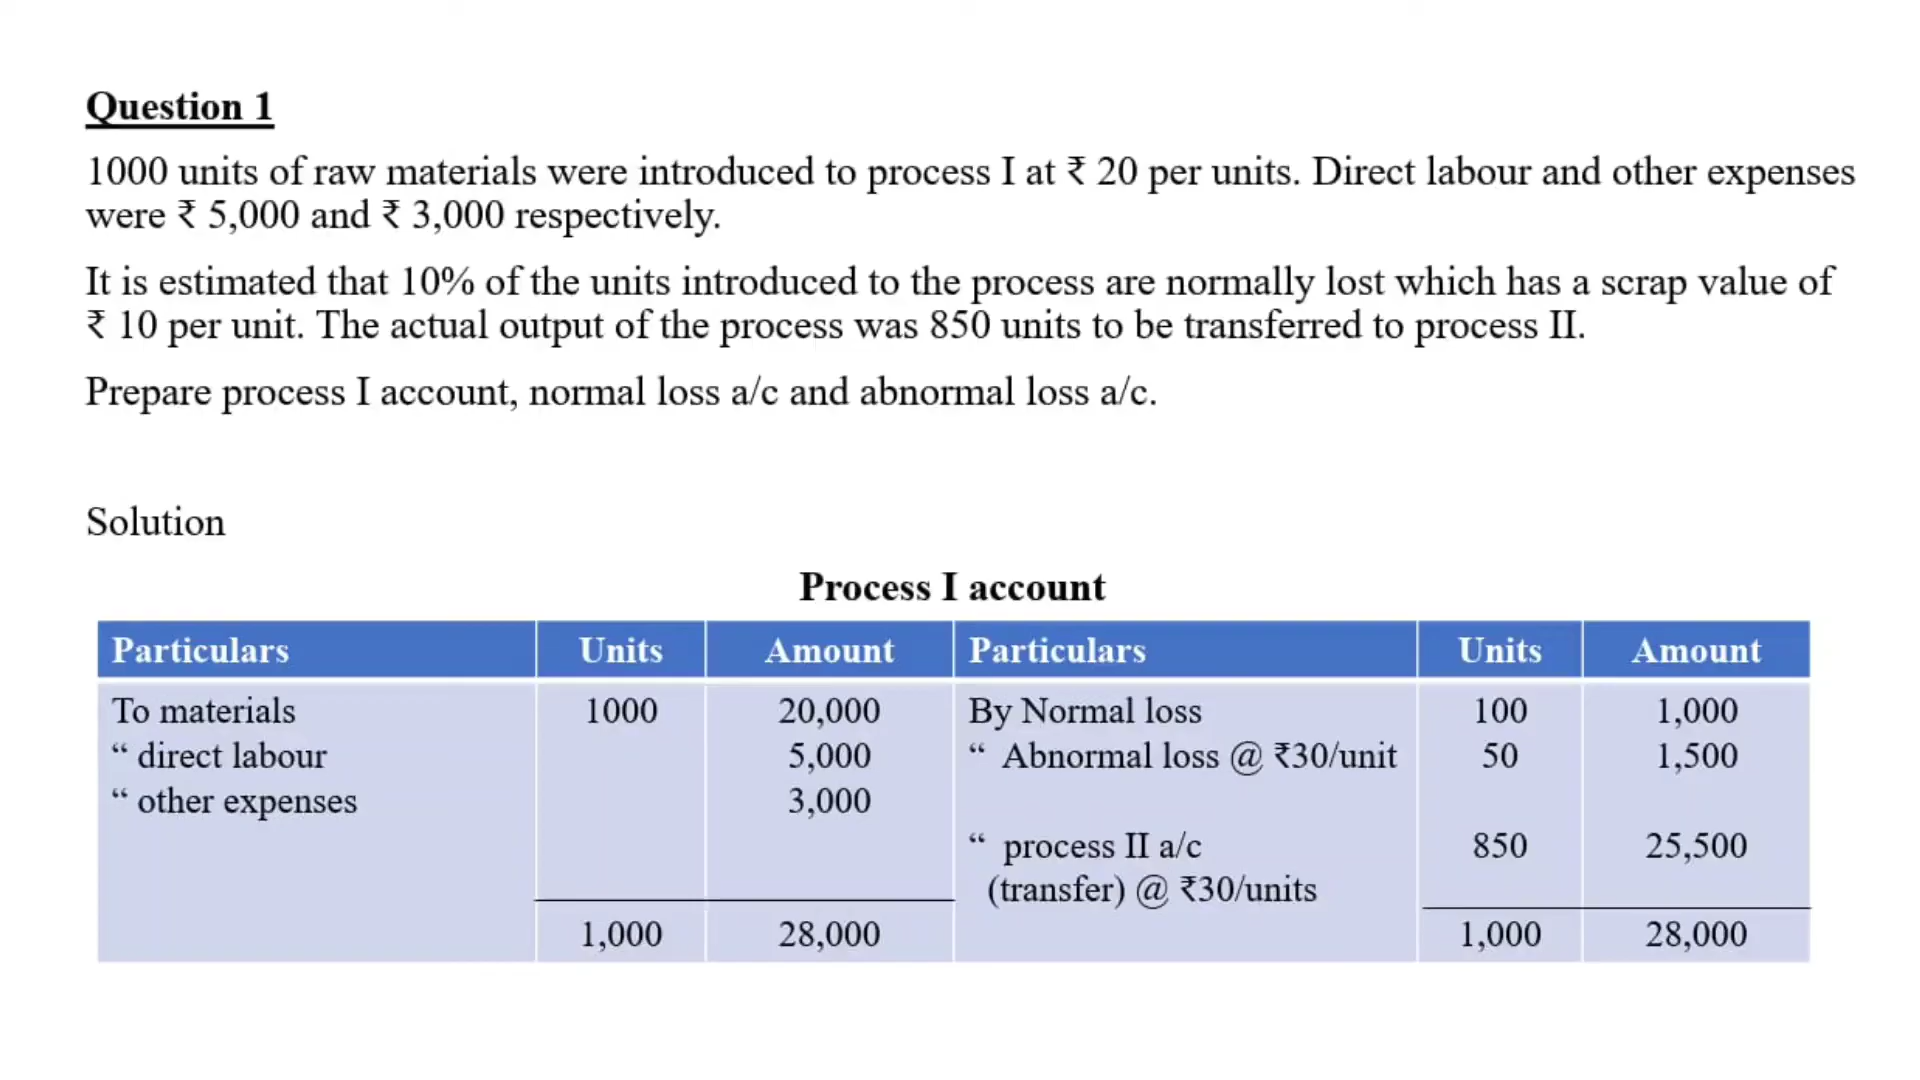 Question 1
1000 units of raw materials were introduced to process I at ₹ 20 per units. Direct labour and other expenses
were ₹ 5,000 and ₹ 3,000 respectively.
It is estimated that 10% of the units introduced to the process are normally lost which has a scrap value of
₹ 10 per unit. The actual output of the process was 850 units to be transferred to process II.
Prepare process I account, normal loss a/c and abnormal loss a/c.
Solution
Process I account
Particulars Units Amount Particulars Units Amount
To materials 1000 20,000 By Normal loss 100 1,000
“ direct labour 5,000 “ Abnormal loss @ ₹30/unit 50 1,500
“ other expenses 3,000
“ process II a/c 850 25,500
(transfer) @ ₹30/units
1,000 28,000 1,000 28,000